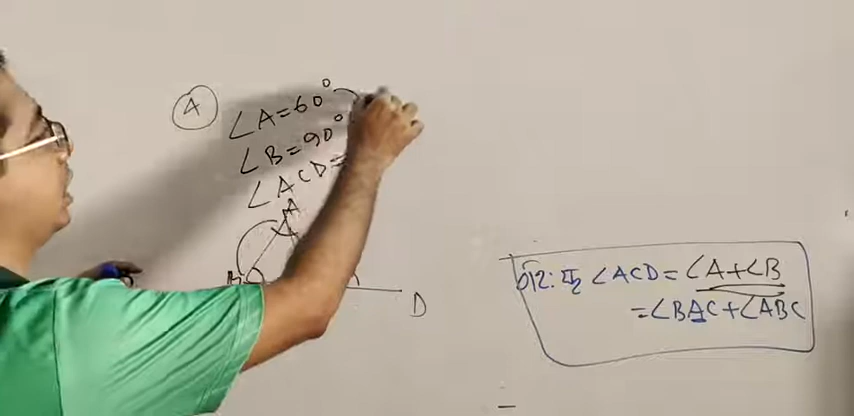 4
∠A=60°
∠B=90°
∠ACD=
A
B
D
∠ACD=∠A+∠B
=∠BAC+∠ABC